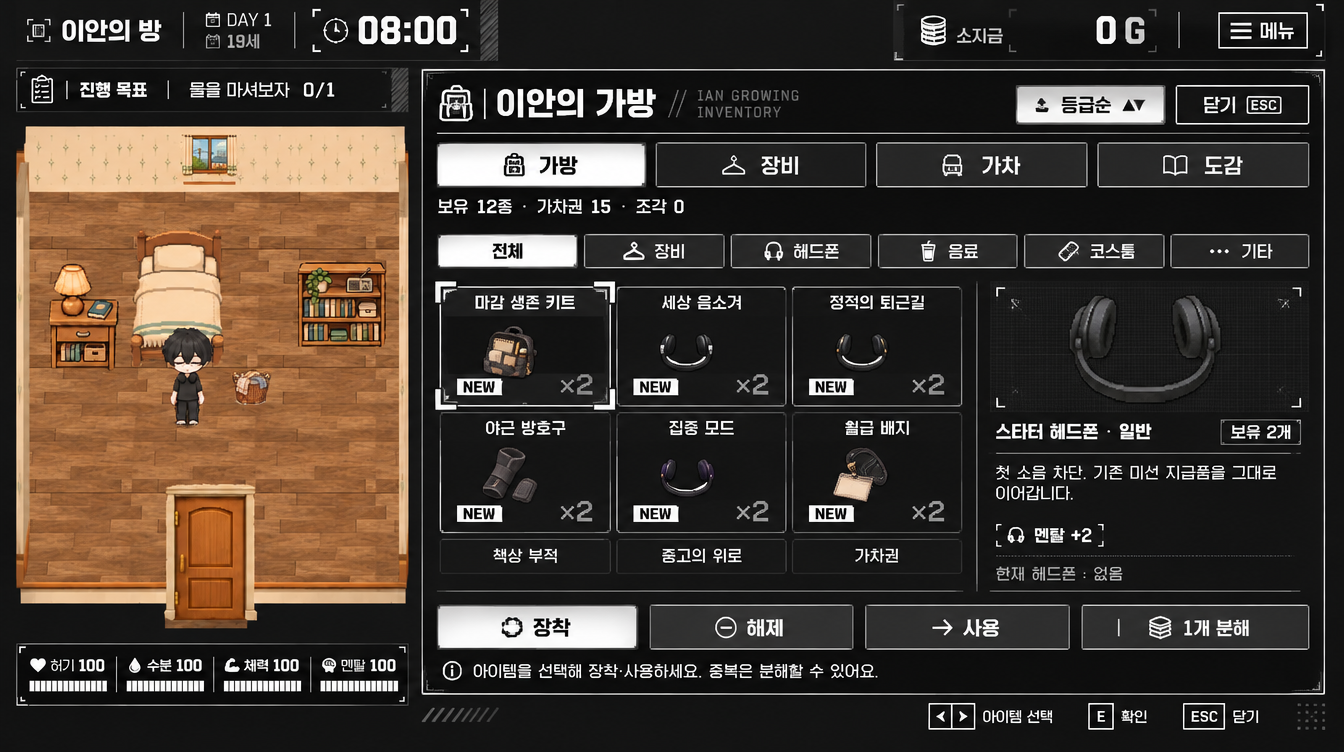 이안의 방
DAY 1
19세
08:00
소지금
0 G
메뉴
진행 목표
물을 마셔보자 0/1
이안의 가방 // IAN GROWING
INVENTORY
등급순 ▲▼
닫기 ESC
가방
장비
가차
도감
보유 12종 · 가차권 15 · 조각 0
전체
장비
헤드폰
음료
코스튬
기타
마감 생존 키트
NEW ×2
세상 음소거
NEW ×2
정적의 퇴근길
NEW ×2
야근 방호구
NEW ×2
집중 모드
NEW ×2
월급 배지
NEW ×2
책상 부적
중고의 위로
가차권
스타터 헤드폰 · 일반
보유 2개
첫 소음 차단. 기존 미선 지급품을 그대로
이어갑니다.
멘탈 +2
현재 헤드폰 : 없음
장착
해제
사용
1개 분해
아이템을 선택해 장착·사용하세요. 중복은 분해할 수 있어요.
허기 100
수분 100
체력 100
멘탈 100
아이템 선택
E 확인
ESC 닫기